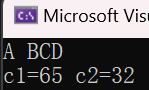 Microsoft Visu
A BCD
c1=65 c2=32